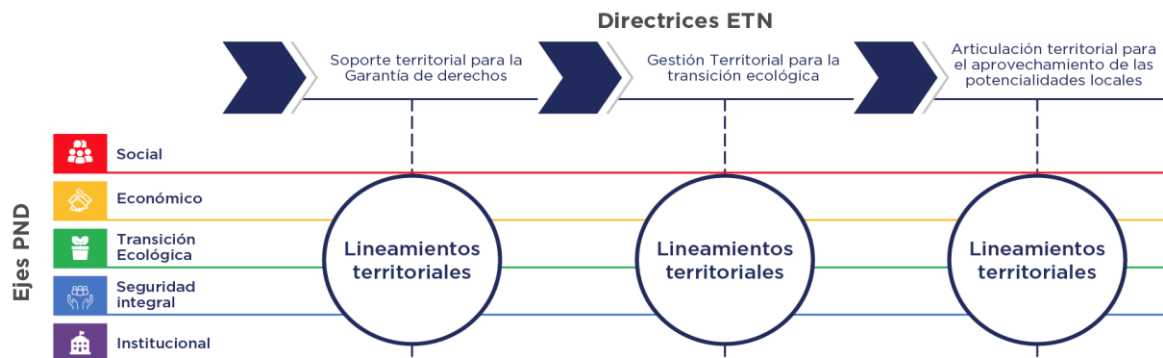 Directrices ETN
Soporte territorial para la
Garantía de derechos
Gestión Territorial para la
transición ecológica
Articulación territorial para
el aprovechamiento de las
potencialidades locales
Ejes PND
Social
Económico
Transición
Ecológica
Seguridad
integral
Institucional
Lineamientos
territoriales
Lineamientos
territoriales
Lineamientos
territoriales